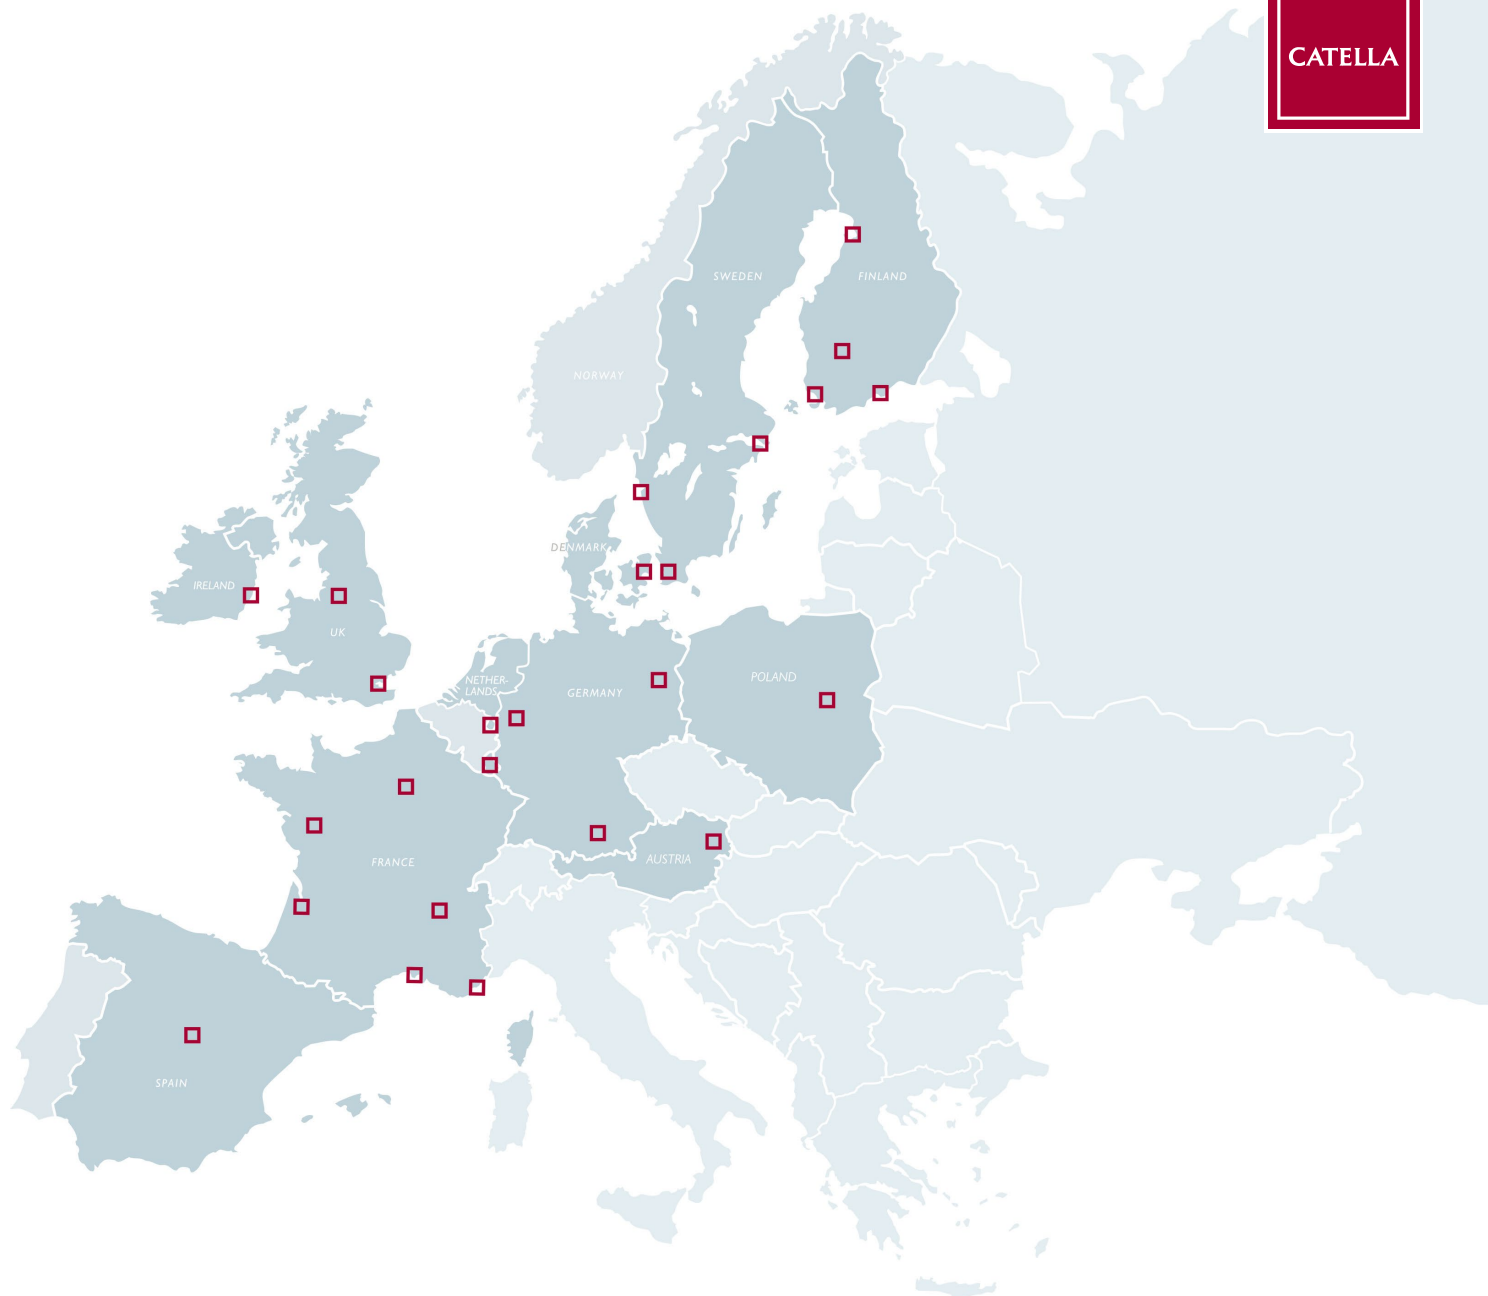 CATELLA
SWEDEN
FINLAND
NORWAY
DENMARK
IRELAND
UK
NETHER-
LANDS
GERMANY
POLAND
FRANCE
AUSTRIA
SPAIN